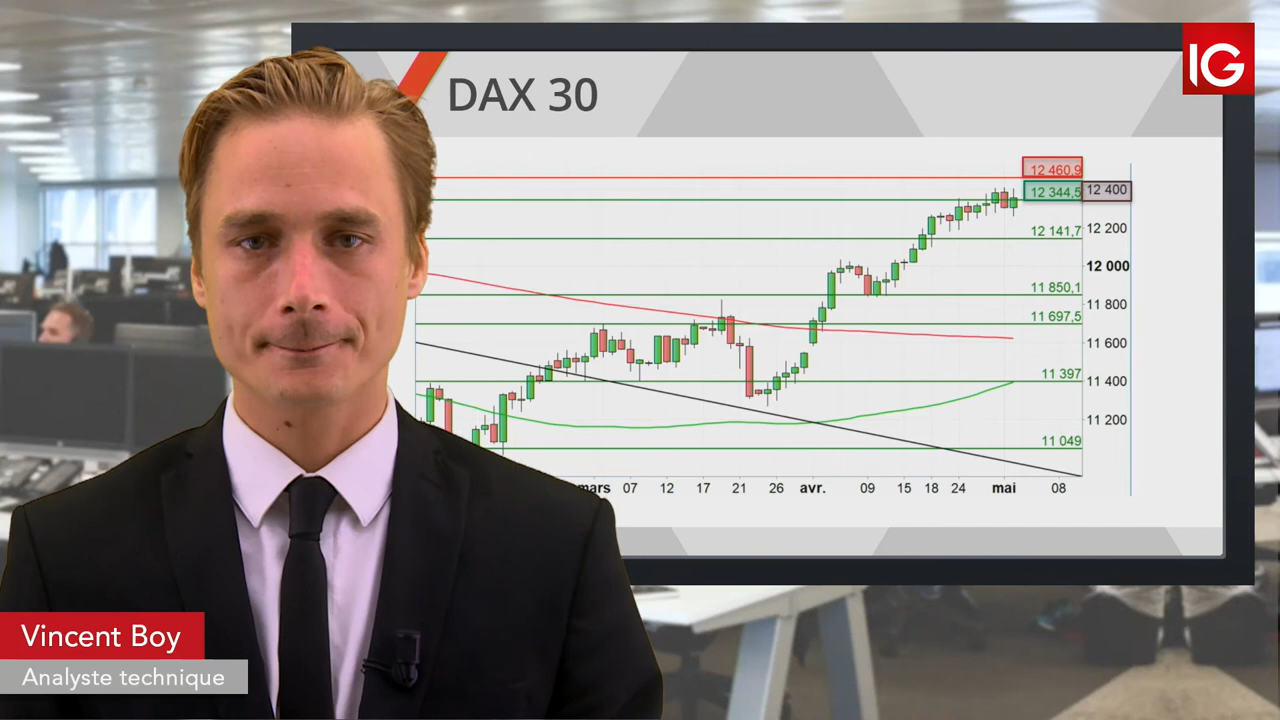 IG
DAX 30
12 460,9
12 344,5
12 400
12 200
12 141,7
12 000
11 850,1
11 800
11 697,5
11 600
11 397
11 400
11 200
11 049
mars 07 12 17 21 26 avr. 09 15 18 24 mai 08
Vincent Boy
Analyste technique